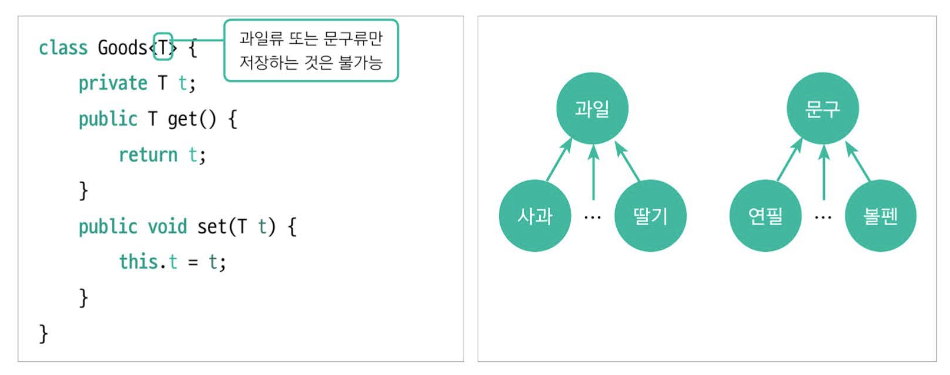 class Goods<T> {
과일류 또는 문구류만
저장하는 것은 불가능
private T t;
public T get() {
return t;
}
public void set(T t) {
this.t = t;
}
}
과일
문구
사과 ... 딸기
연필 ... 볼펜